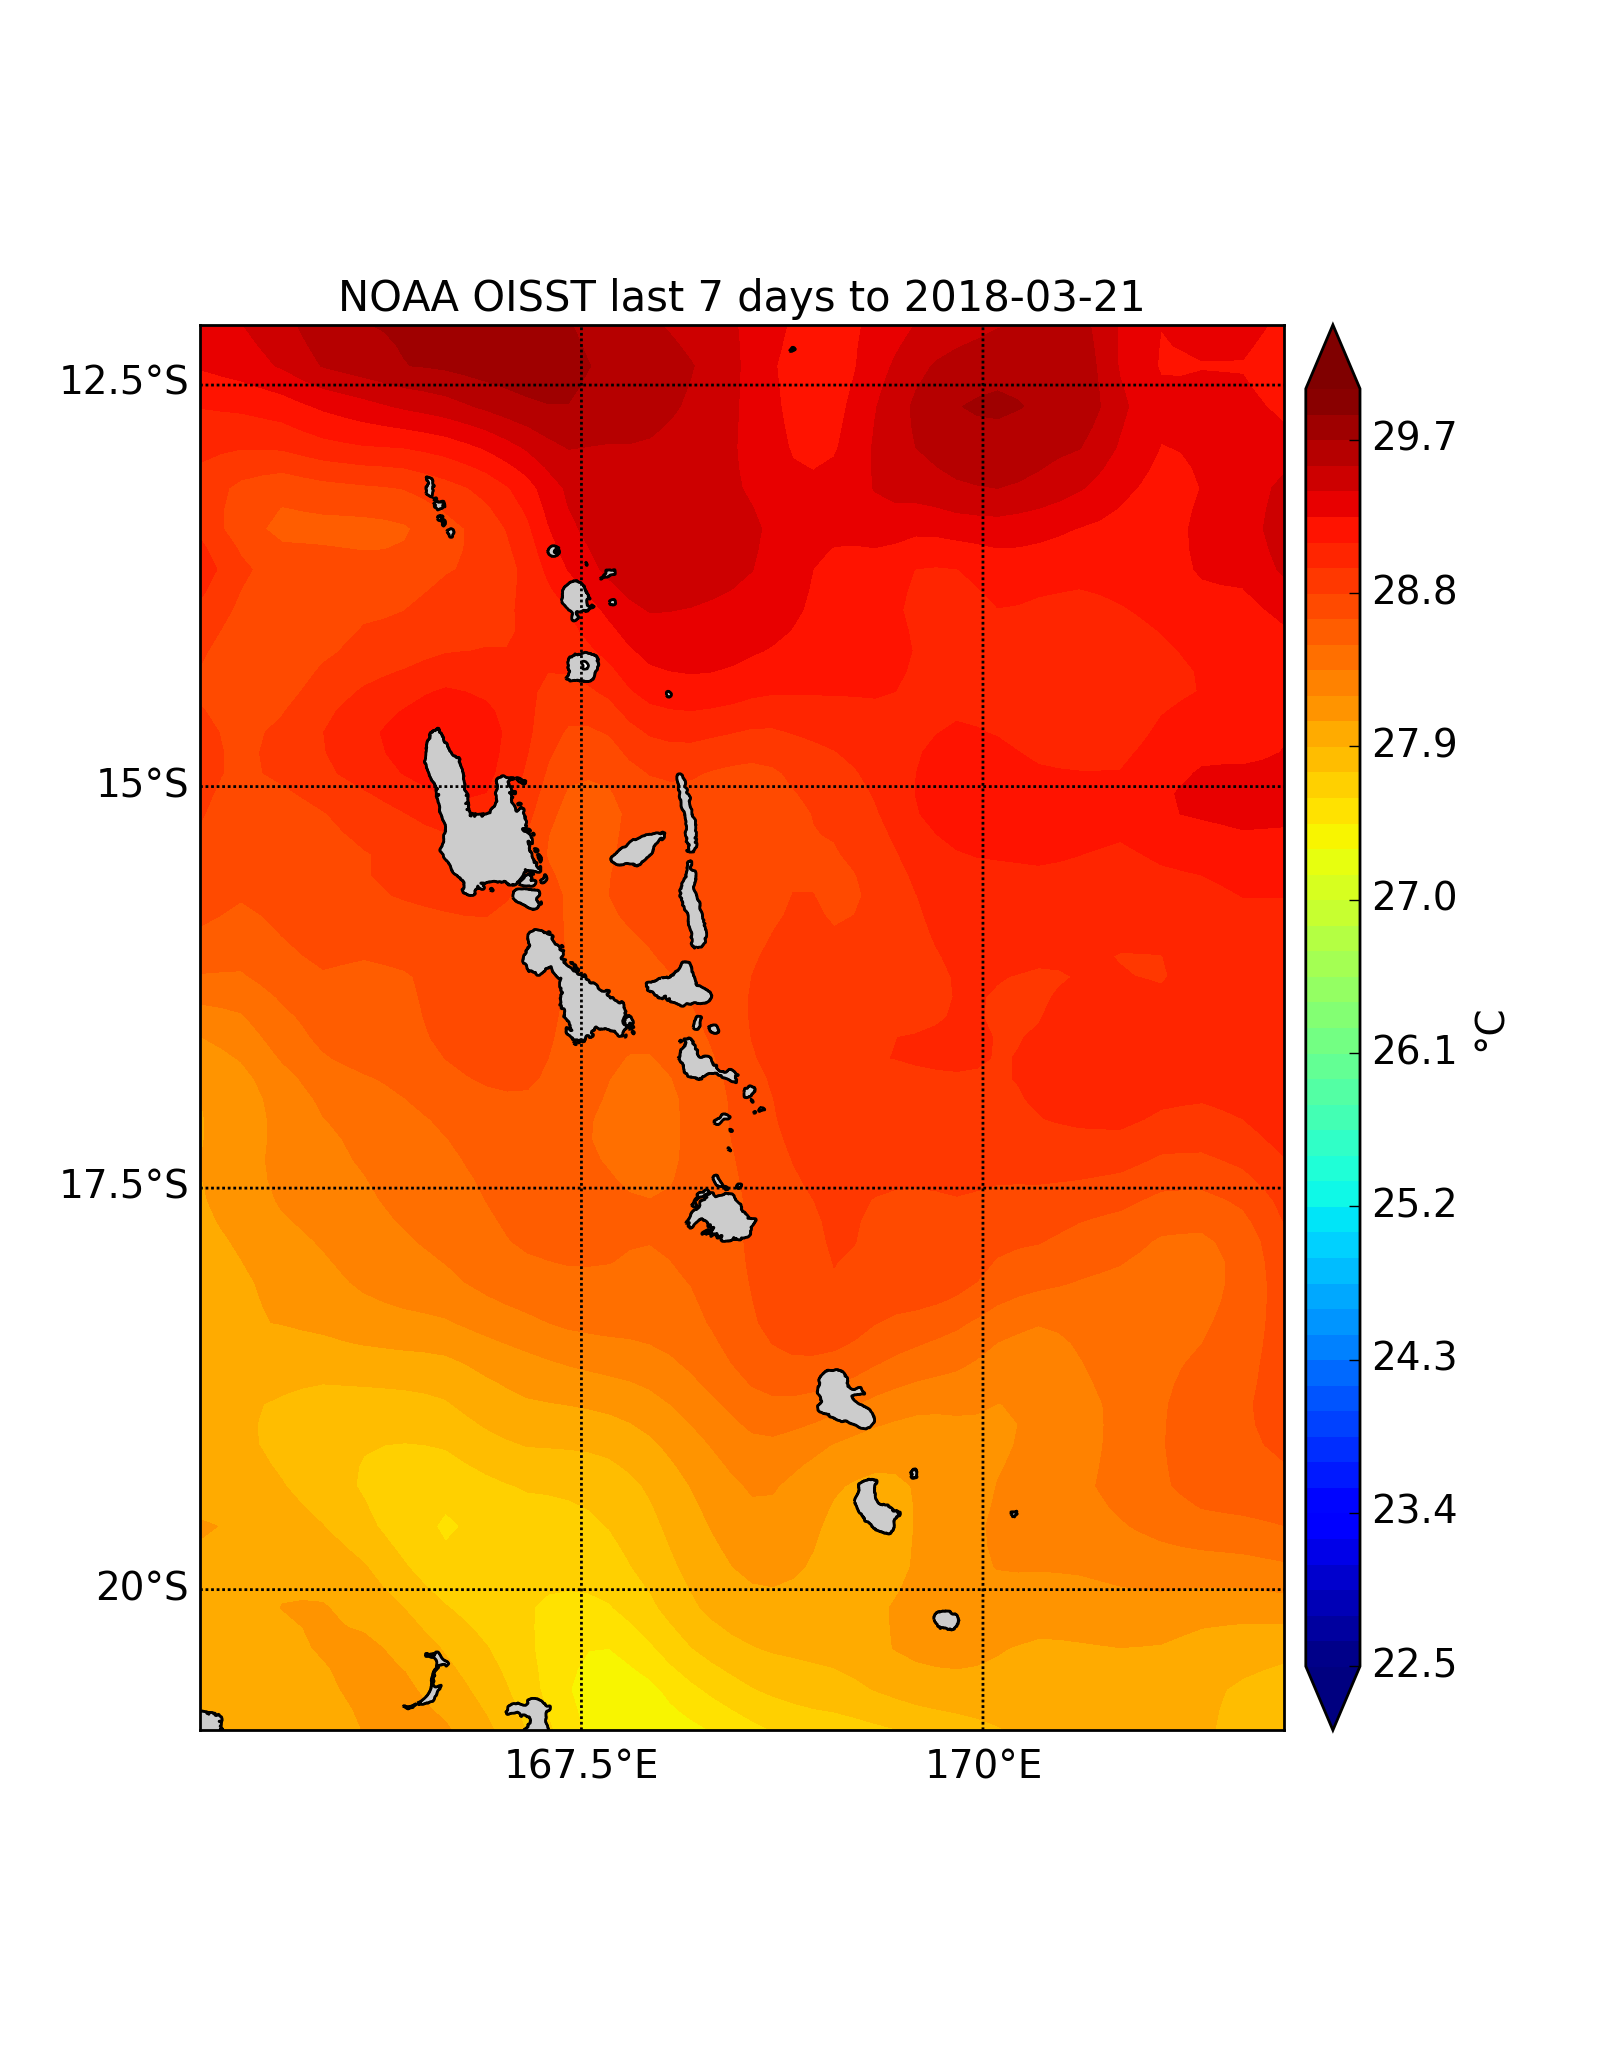 NOAA OISST last 7 days to 2018-03-21
12.5°S
15°S
17.5°S
20°S
167.5°E
170°E
29.7
28.8
27.9
27.0
26.1
25.2
24.3
23.4
22.5
°C